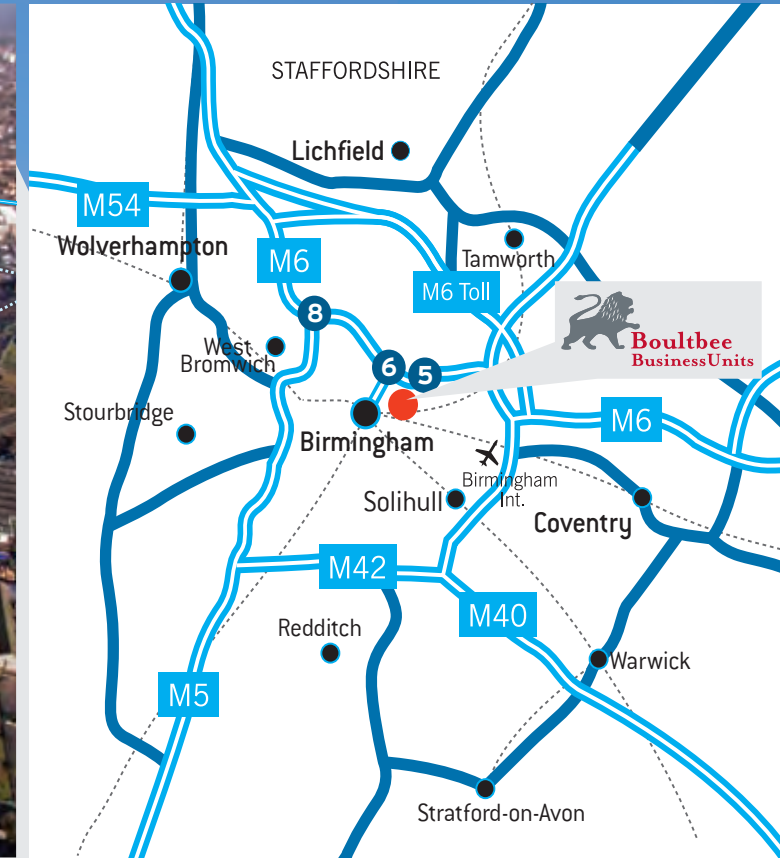 STAFFORDSHIRE
Lichfield
M54
Wolverhampton
M6
Tamworth
M6 Toll
8
Boultbee
BusinessUnits
West
Bromwich
6
5
Stourbridge
M6
Birmingham
Birmingham
Int.
Solihull
Coventry
M42
M40
Redditch
Warwick
M5
Stratford-on-Avon